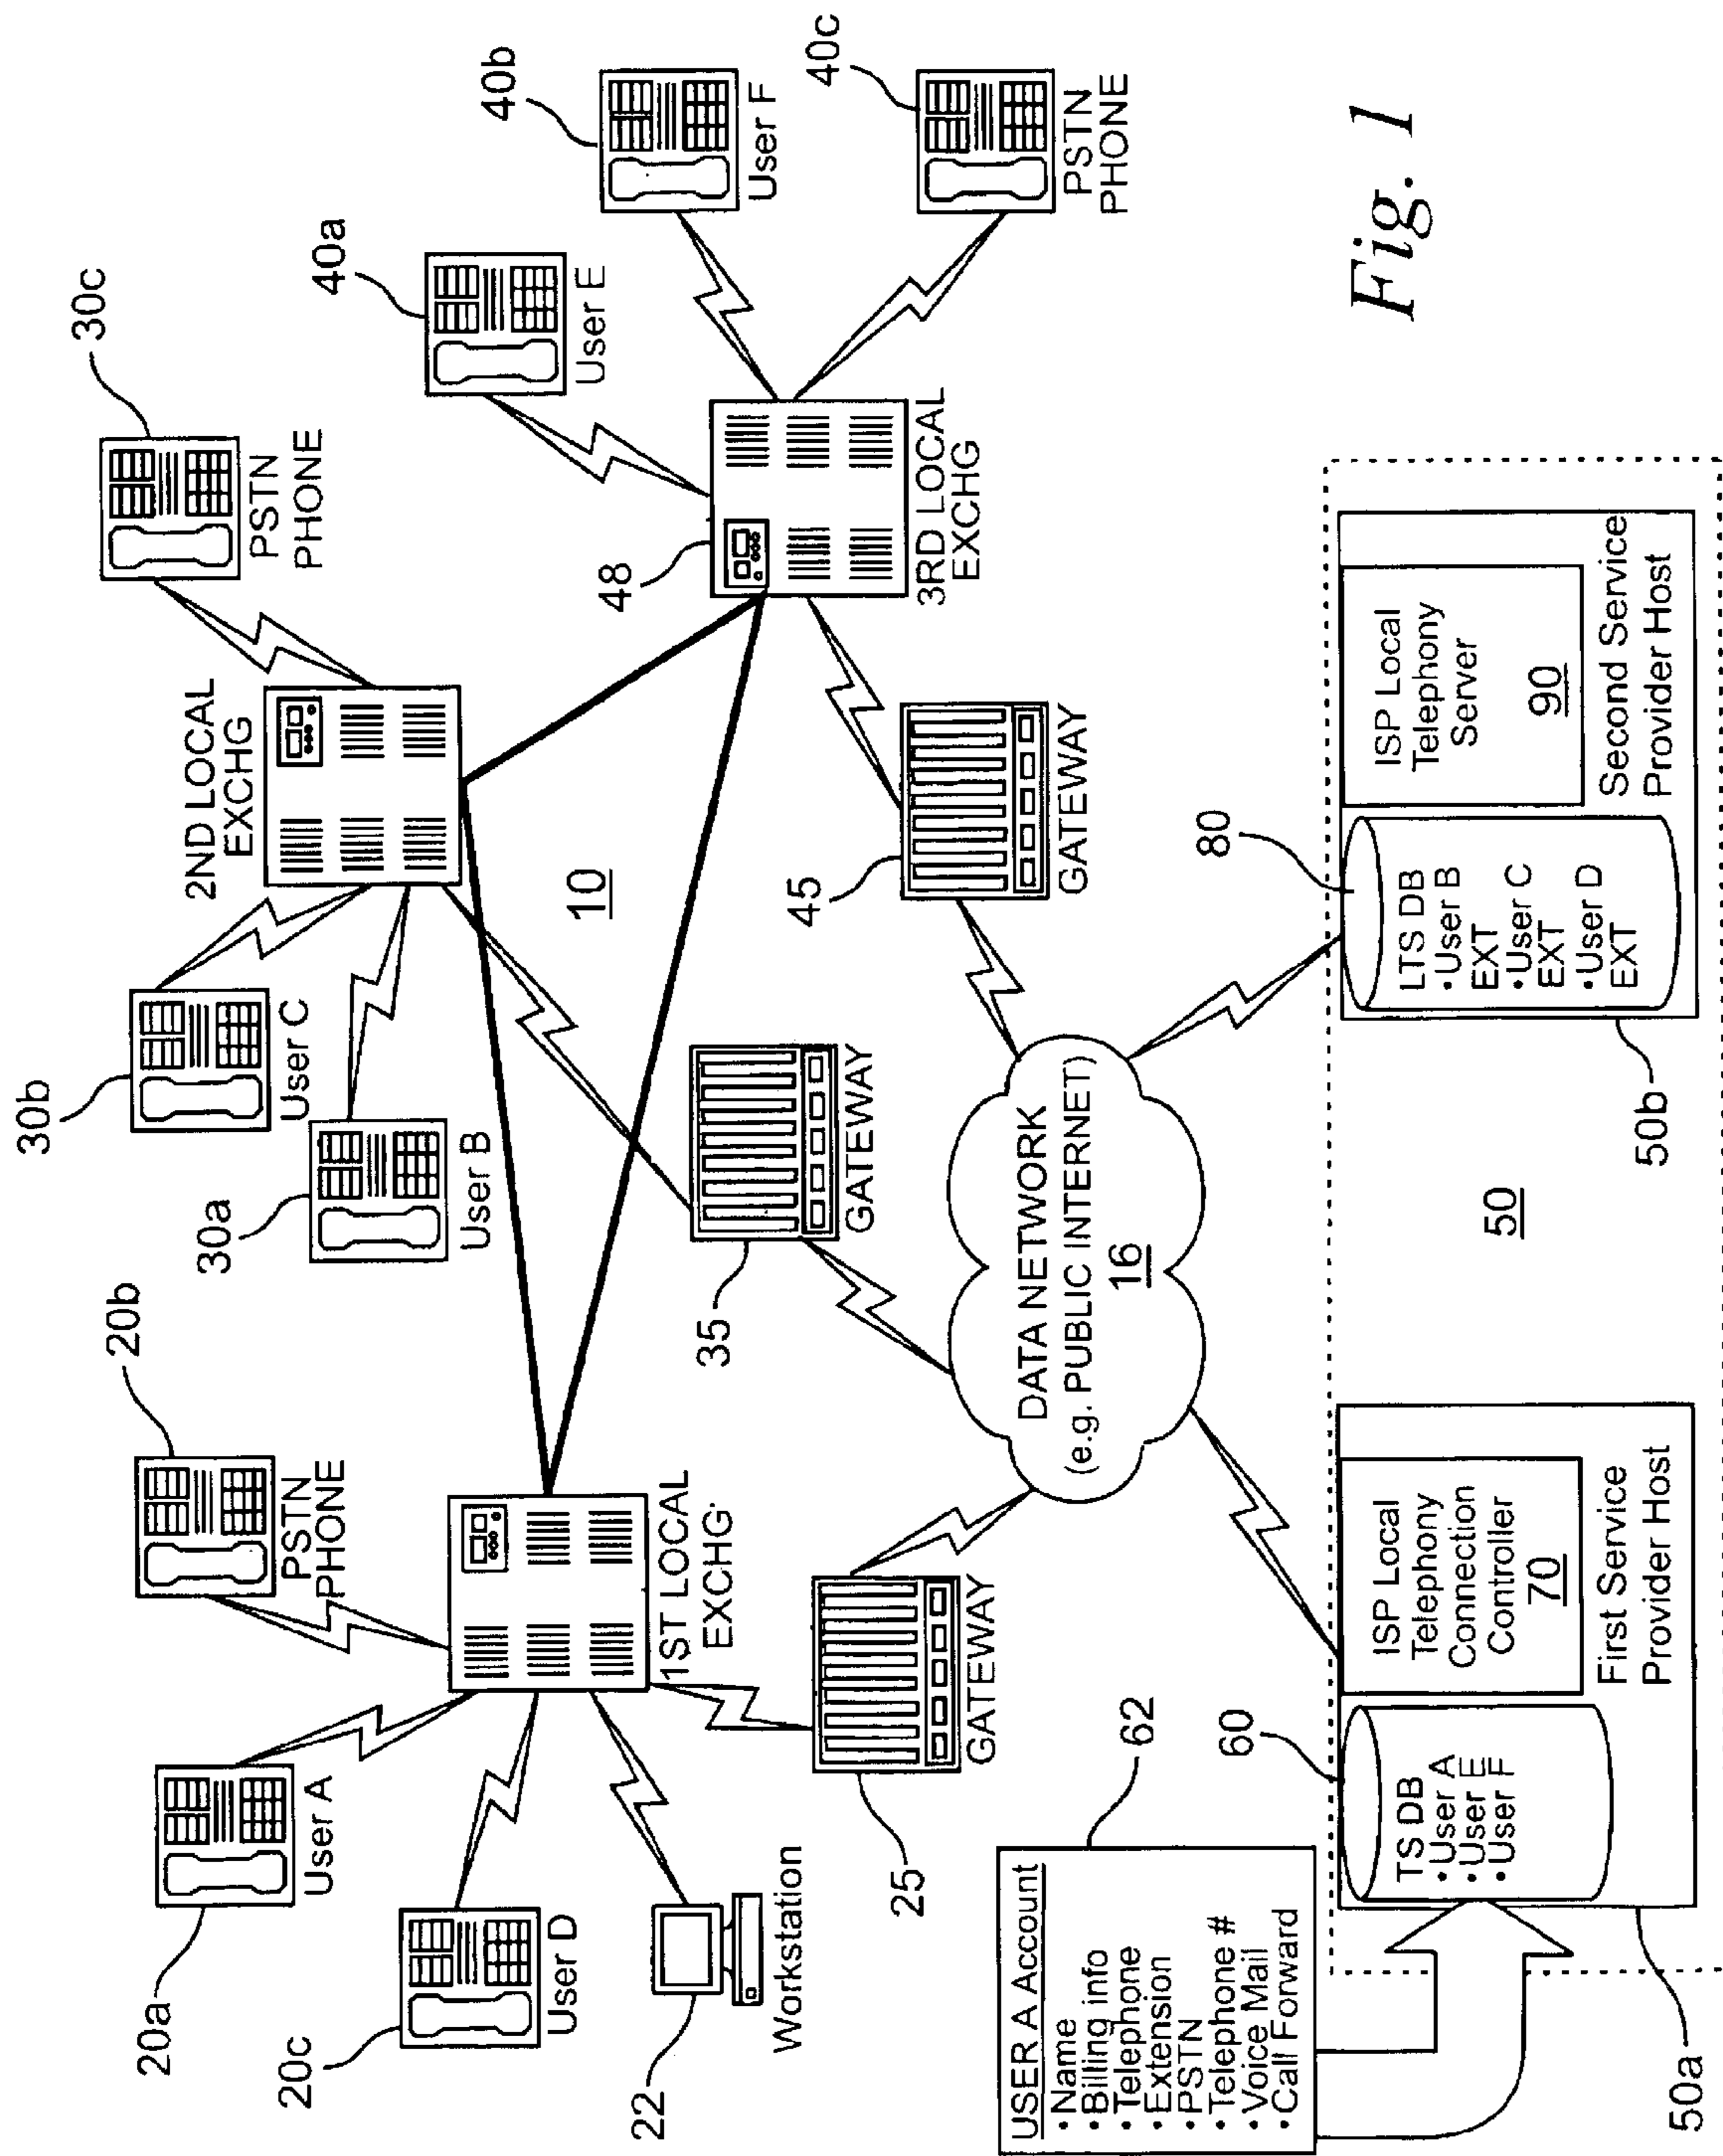 20a
User A
20b
PSTN
PHONE
20c
User D
22
Workstation
1ST LOCAL
EXCHG.
30a
User B
30b
User C
30c
PSTN
PHONE
2ND LOCAL
EXCHG
10
40a
User E
40b
User F
40c
PSTN
PHONE
48
3RD LOCAL
EXCHG
25
GATEWAY
35
GATEWAY
45
GATEWAY
DATA NETWORK
(e.g. PUBLIC INTERNET)
16
62
USER A Account
•Name
•Billing info
•Telephone
•Extension
•PSTN
•Telephone #
•Voice Mail
•Call Forward
60
TS DB
•User A
•User E
•User F
ISP Local
Telephony
Connection
Controller
70
First Service
Provider Host
50a
50
80
LTS DB
•User B
EXT
•User C
EXT
•User D
EXT
ISP Local
Telephony
Server
90
Second Service
Provider Host
50b
Fig. 1